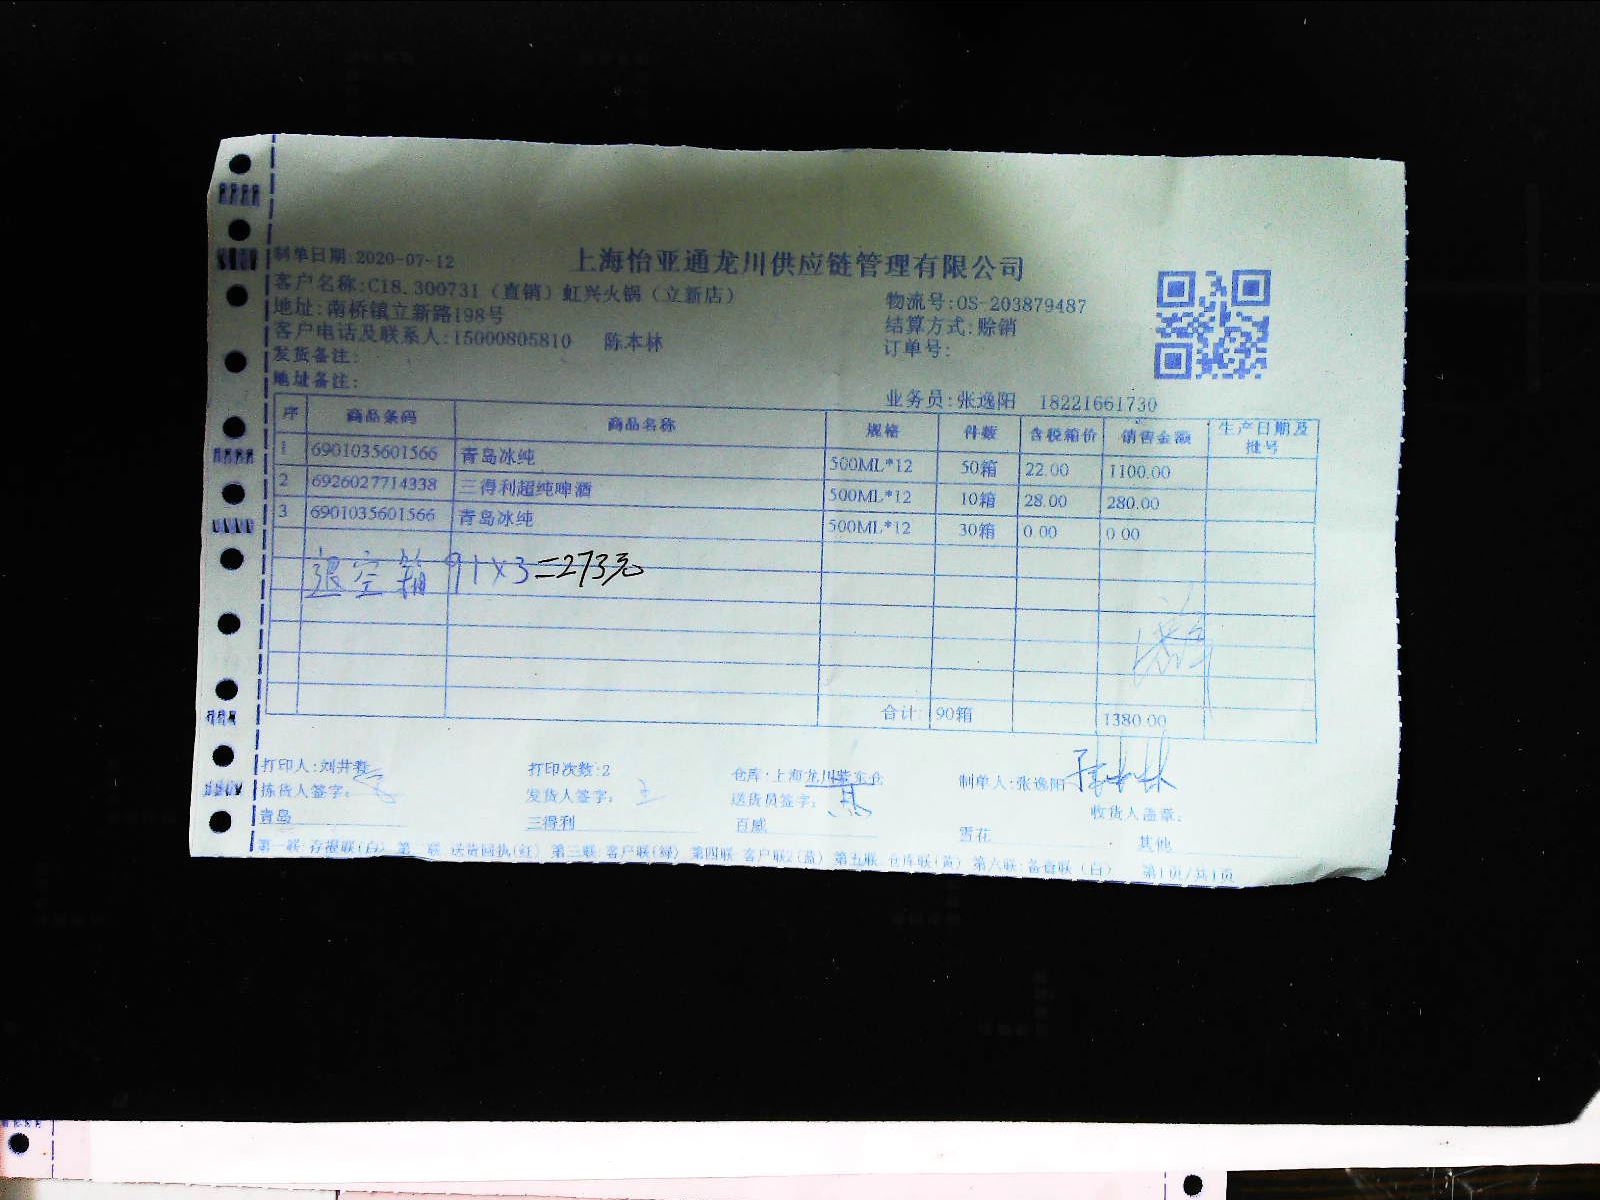 上海怡亚通龙川供应链管理有限公司
制单日期:2020-07-12
客户名称:C18.300731（直销）虹兴火锅（立新店）
物流号:OS-203879487
地址:南桥镇立新路198号
结算方式:赊销
客户电话及联系人:15000805810 陈本林
订单号:
发货备注:
地址备注:
业务员:张逸阳 18221661730
序 商品条码 商品名称 规格 件数 含税箱价 销售金额 生产日期及批号
1 6901035601566 青岛冰纯 500ML*12 50箱 22.00 1100.00
2 6926027714338 三得利超纯啤酒 500ML*12 10箱 28.00 280.00
3 6901035601566 青岛冰纯 500ML*12 30箱 0.00 0.00
退空箱 91×3=273元
合计: 90箱 1380.00
打印人:刘井春 打印次数:2 仓库:上海龙川 制单人:张逸阳
拣货人签字: 发货人签字: 王 送货员签字: 收货人盖章:
青岛 三得利 百威 雪花 其他
第一联:存根联(白) 第二联:送货回执(红) 第三联:客户联(绿) 第四联:客户联2(蓝) 第五联:仓库联(黄) 第六联:备查联(白) 第1页/共1页